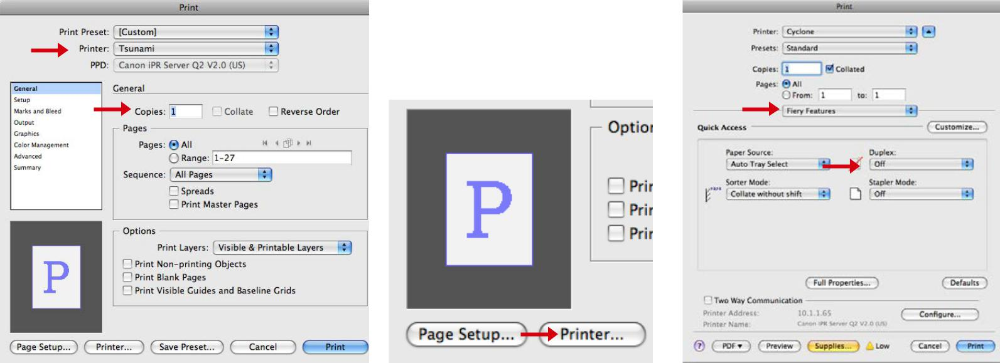 Print
Print Preset: [Custom]
Printer: Tsunami
PPD: Canon iPR Server Q2 V2.0 (US)
General
Setup
Marks and Bleed
Output
Graphics
Color Management
Advanced
Summary
General
Copies: 1 Collate Reverse Order
Pages
Pages: All
Range: 1-27
Sequence: All Pages
Spreads
Print Master Pages
Options
Print Layers: Visible & Printable Layers
Print Non-printing Objects
Print Blank Pages
Print Visible Guides and Baseline Grids
P
Page Setup... Printer... Save Preset... Cancel Print
P
Option
Prin
Prin
Prin
Page Setup... Printer...
Print
Printer: Cyclone
Presets: Standard
Copies: 1 Collated
Pages: All
From: 1 to: 1
Fiery Features
Quick Access Customize...
Paper Source: Duplex:
Auto Tray Select Off
Sorter Mode: Stapler Mode:
Collate without shift Off
Full Properties... Defaults
Two Way Communication
Printer Address: 10.1.1.65 Configure...
Printer Name: Canon iPR Server Q2 V2.0 (US)
? PDF Preview Supplies... Low Cancel Print